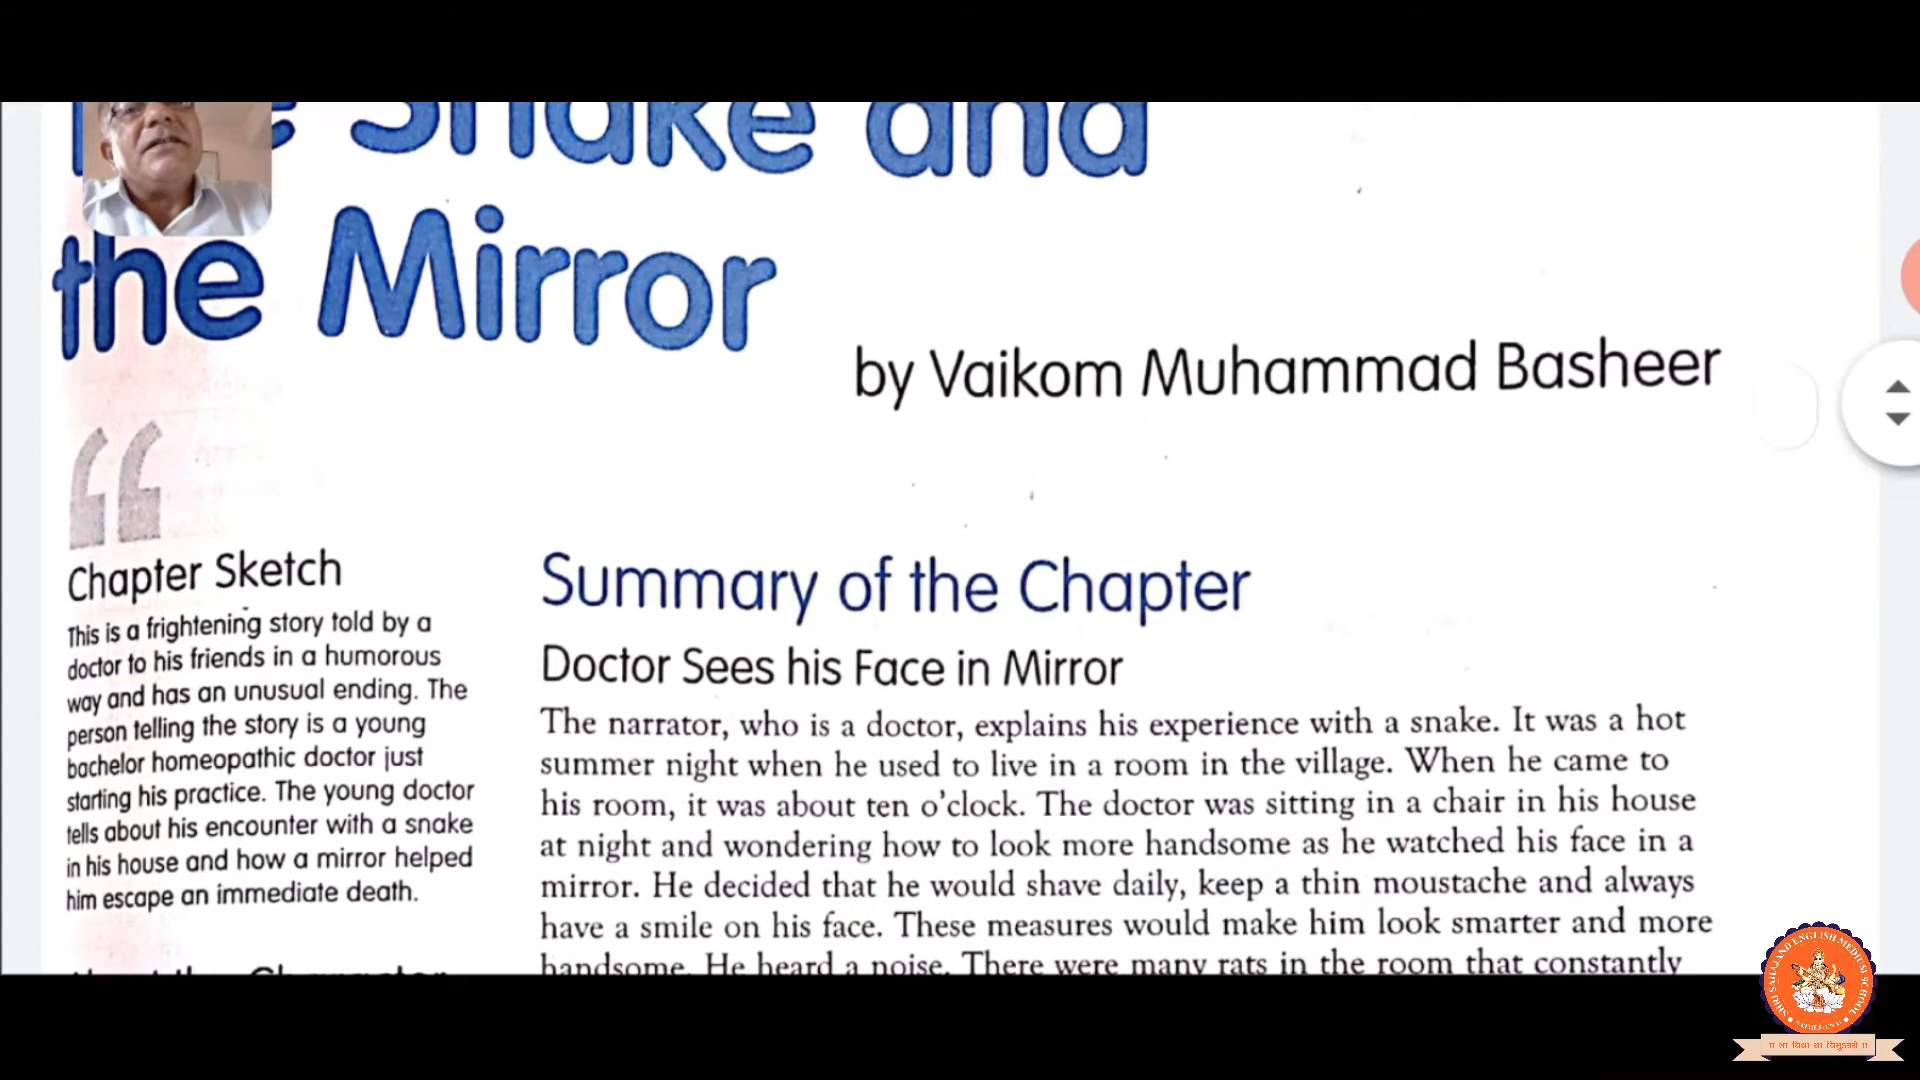 The Snake and
the Mirror
by Vaikom Muhammad Basheer
“
Chapter Sketch
This is a frightening story told by a
doctor to his friends in a humorous
way and has an unusual ending. The
person telling the story is a young
bachelor homeopathic doctor just
starting his practice. The young doctor
tells about his encounter with a snake
in his house and how a mirror helped
him escape an immediate death.
Summary of the Chapter
Doctor Sees his Face in Mirror
The narrator, who is a doctor, explains his experience with a snake. It was a hot
summer night when he used to live in a room in the village. When he came to
his room, it was about ten o’clock. The doctor was sitting in a chair in his house
at night and wondering how to look more handsome as he watched his face in a
mirror. He decided that he would shave daily, keep a thin moustache and always
have a smile on his face. These measures would make him look smarter and more
handsome. He heard a noise. There were many rats in the room that constantly
SHRI SAHAJANAND ENGLISH MEDIUM SCHOOL
॥ सा विद्या या विमुक्तये ॥